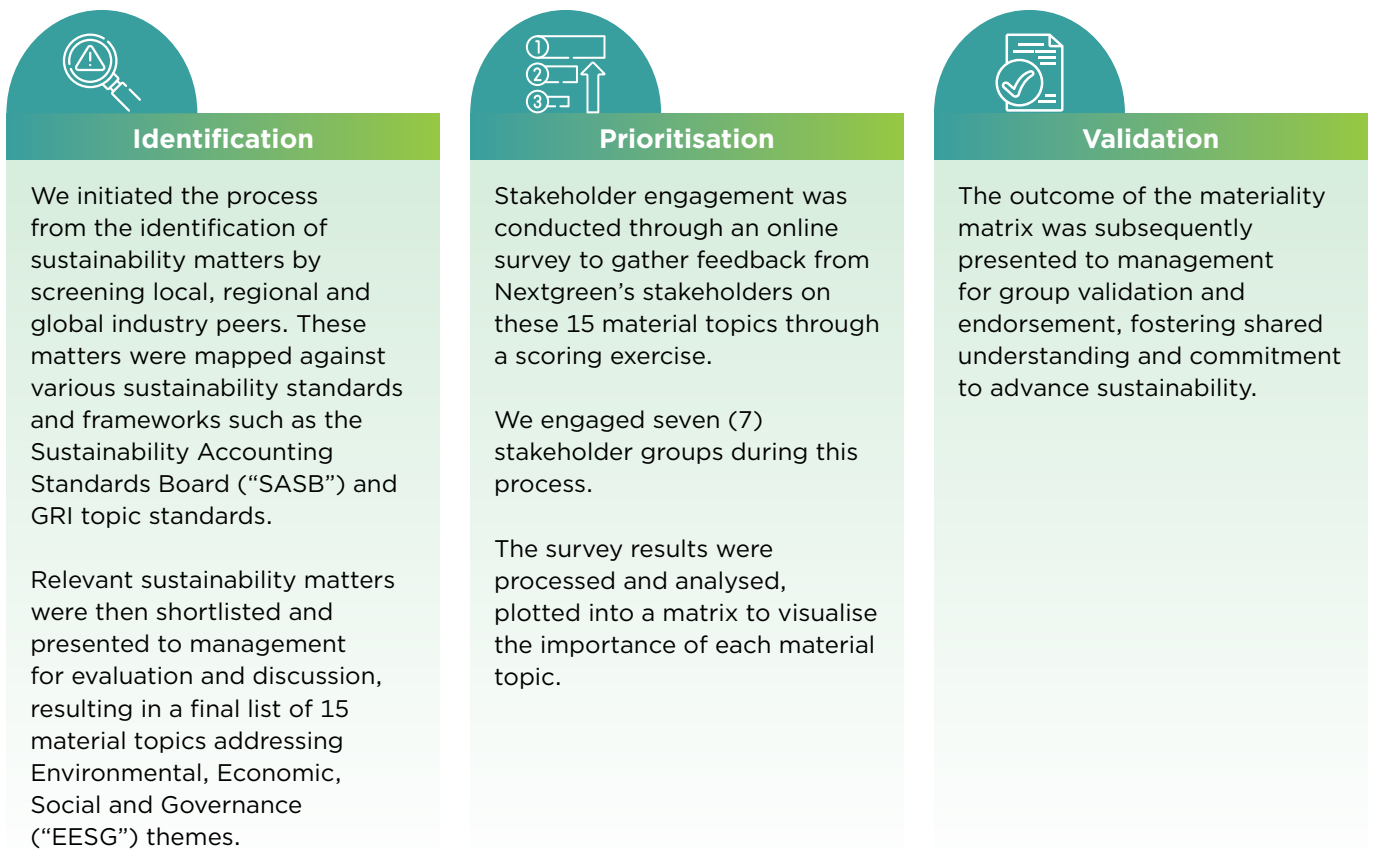 Identification
We initiated the process
from the identification of
sustainability matters by
screening local, regional and
global industry peers. These
matters were mapped against
various sustainability standards
and frameworks such as the
Sustainability Accounting
Standards Board (“SASB”) and
GRI topic standards.
Relevant sustainability matters
were then shortlisted and
presented to management
for evaluation and discussion,
resulting in a final list of 15
material topics addressing
Environmental, Economic,
Social and Governance
(“EESG”) themes.
1
2
3
Prioritisation
Stakeholder engagement was
conducted through an online
survey to gather feedback from
Nextgreen’s stakeholders on
these 15 material topics through
a scoring exercise.
We engaged seven (7)
stakeholder groups during this
process.
The survey results were
processed and analysed,
plotted into a matrix to visualise
the importance of each material
topic.
Validation
The outcome of the materiality
matrix was subsequently
presented to management
for group validation and
endorsement, fostering shared
understanding and commitment
to advance sustainability.